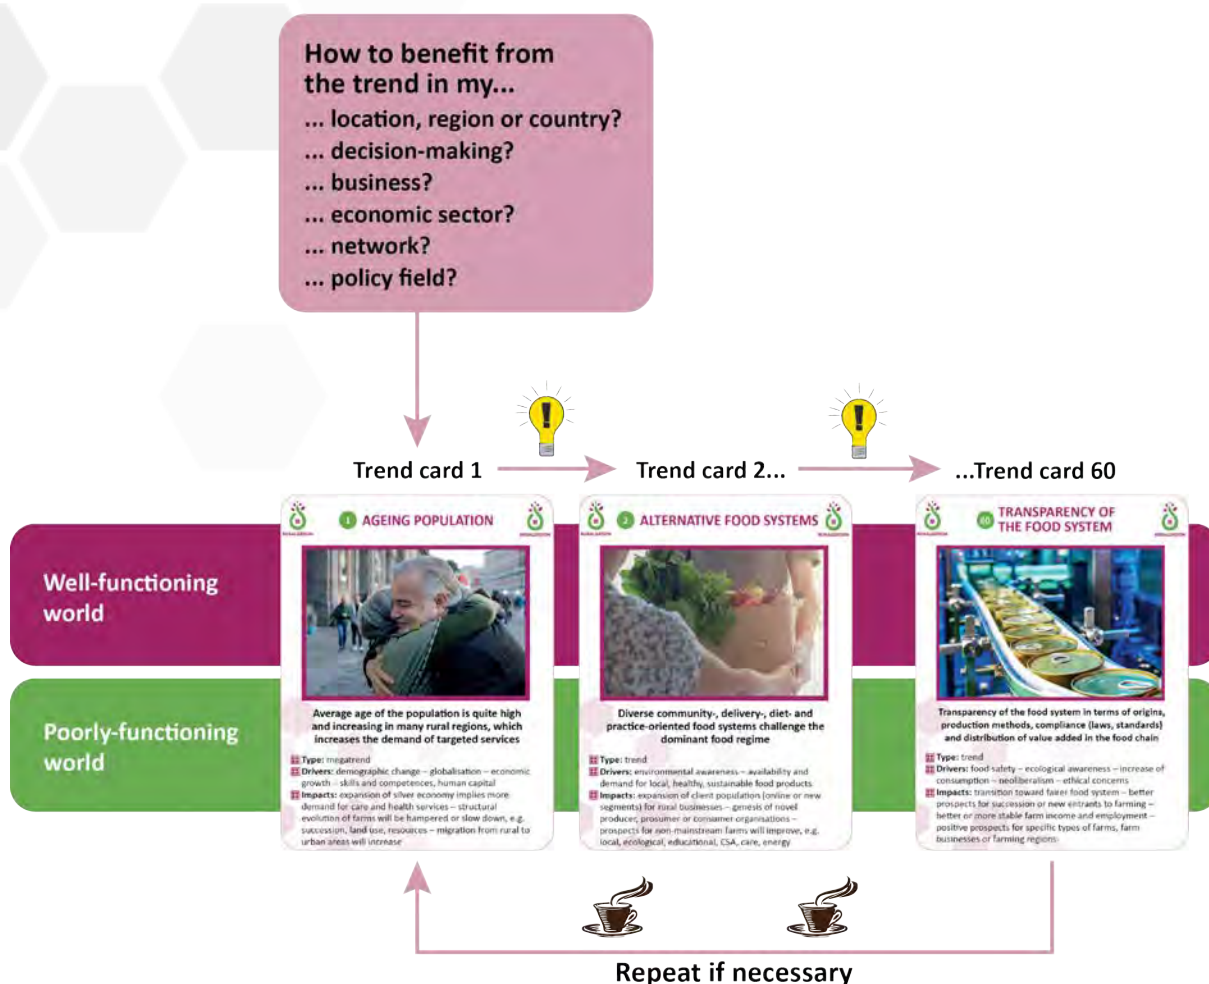 How to benefit from
the trend in my...
... location, region or country?
... decision-making?
... business?
... economic sector?
... network?
... policy field?
Trend card 1
Trend card 2...
...Trend card 60
1 AGEING POPULATION
RURALIZATION
Average age of the population is quite high
and increasing in many rural regions, which
increases the demand of targeted services
Type: megatrend
Drivers: demographic change – globalisation – economic
growth – skills and competences, human capital
Impacts: expansion of silver economy implies more
demand for care and health services – structural
evolution of farms will be hampered or slow down, e.g.
succession, land use, resources – migration from rural to
urban areas will increase
2 ALTERNATIVE FOOD SYSTEMS
RURALIZATION
Diverse community-, delivery-, diet- and
practice-oriented food systems challenge the
dominant food regime
Type: trend
Drivers: environmental awareness – availability and
demand for local, healthy, sustainable food products
Impacts: expansion of client population (online or new
segments) for rural businesses – genesis of novel
producer, prosumer or consumer organisations –
prospects for non-mainstream farms will improve, e.g.
local, ecological, educational, CSA, care, energy
60 TRANSPARENCY OF
THE FOOD SYSTEM
RURALIZATION
Transparency of the food system in terms of origins,
production methods, compliance (laws, standards)
and distribution of value added in the food chain
Type: trend
Drivers: food safety – ecological awareness – increase of
consumption – neoliberalism – ethical concerns
Impacts: transition toward fairer food system – better
prospects for succession or new entrants to farming –
better or more stable farm income and employment –
positive prospects for specific types of farms, farm
businesses or farming regions
Well-functioning
world
Poorly-functioning
world
Repeat if necessary